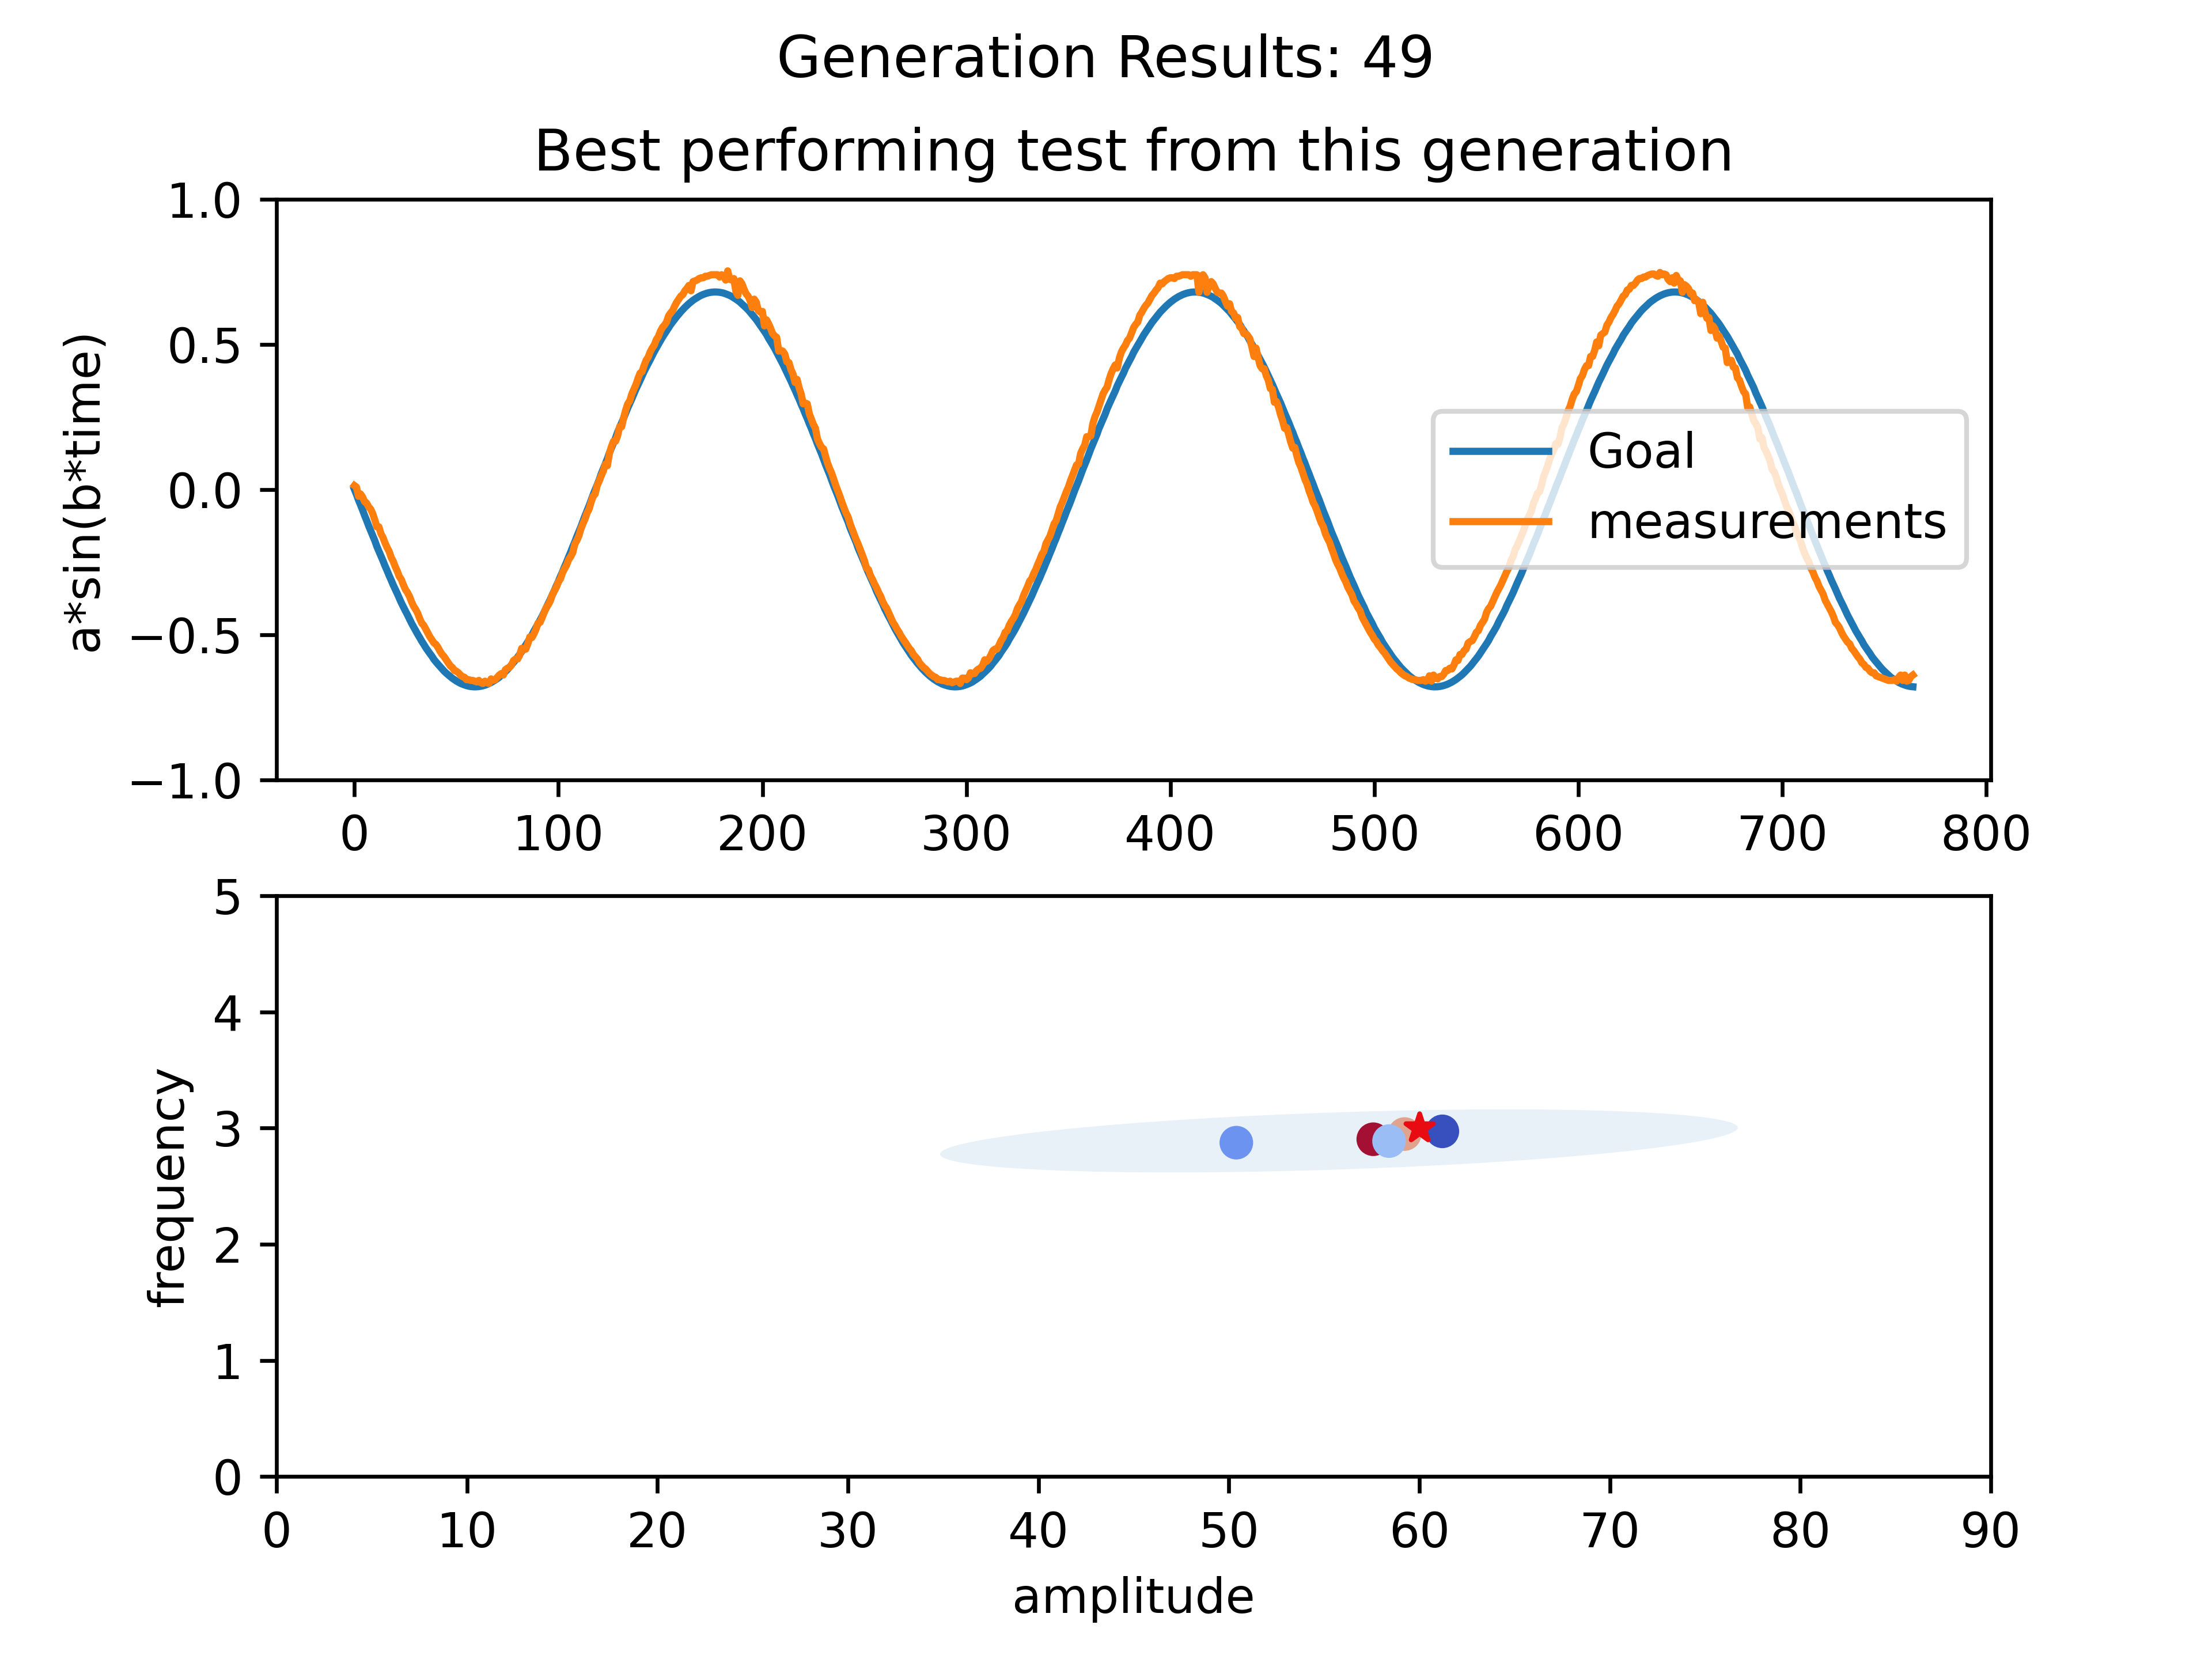 Generation Results: 49
Best performing test from this generation
a*sin(b*time)
1.0
0.5
0.0
−0.5
−1.0
Goal
measurements
0 100 200 300 400 500 600 700 800
frequency
5
4
3
2
1
0
0 10 20 30 40 50 60 70 80 90
amplitude